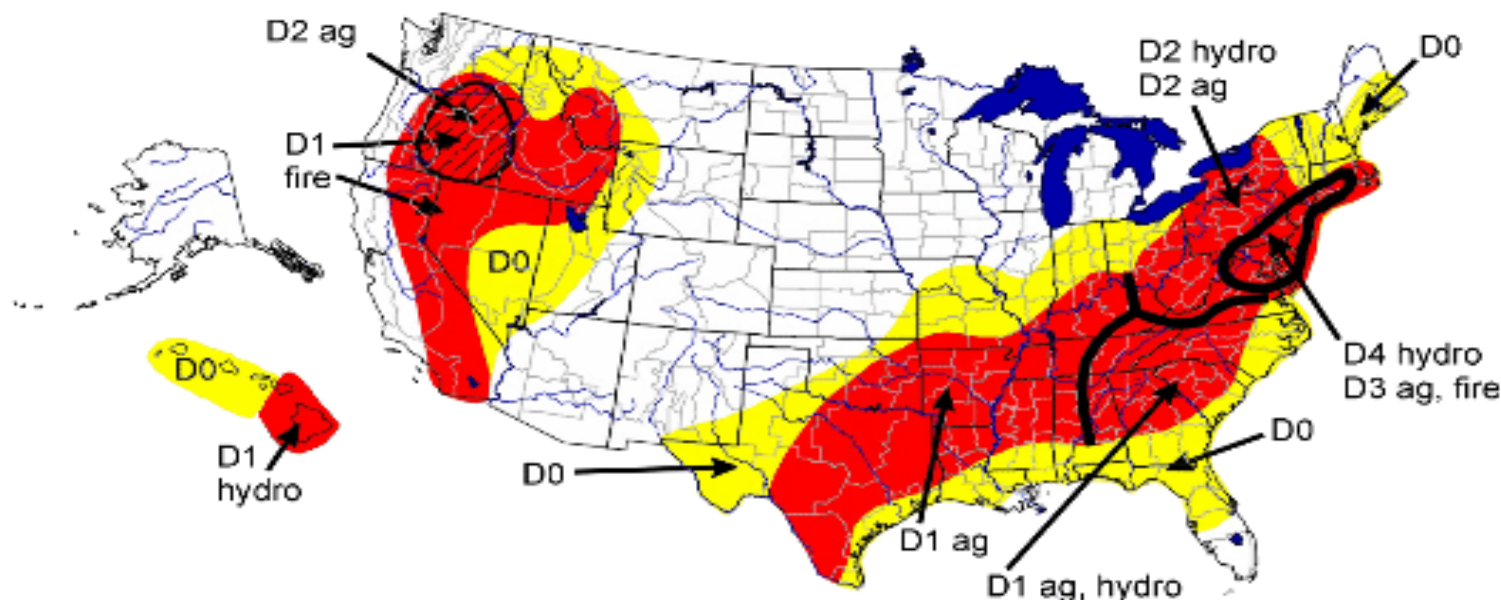 D2 ag
D1
fire
D0
D0
D1
hydro
D2 hydro
D2 ag
D0
D4 hydro
D3 ag, fire
D0
D0
D1 ag
D1 ag, hydro